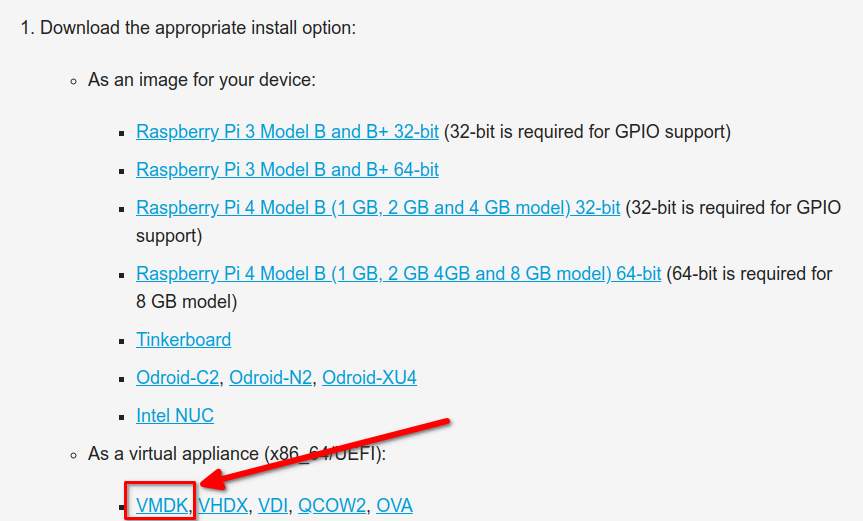 1. Download the appropriate install option:
As an image for your device:
Raspberry Pi 3 Model B and B+ 32-bit (32-bit is required for GPIO support)
Raspberry Pi 3 Model B and B+ 64-bit
Raspberry Pi 4 Model B (1 GB, 2 GB and 4 GB model) 32-bit (32-bit is required for GPIO
support)
Raspberry Pi 4 Model B (1 GB, 2 GB 4GB and 8 GB model) 64-bit (64-bit is required for
8 GB model)
Tinkerboard
Odroid-C2, Odroid-N2, Odroid-XU4
Intel NUC
As a virtual appliance (x86_64/UEFI):
VMDK, VHDX, VDI, QCOW2, OVA